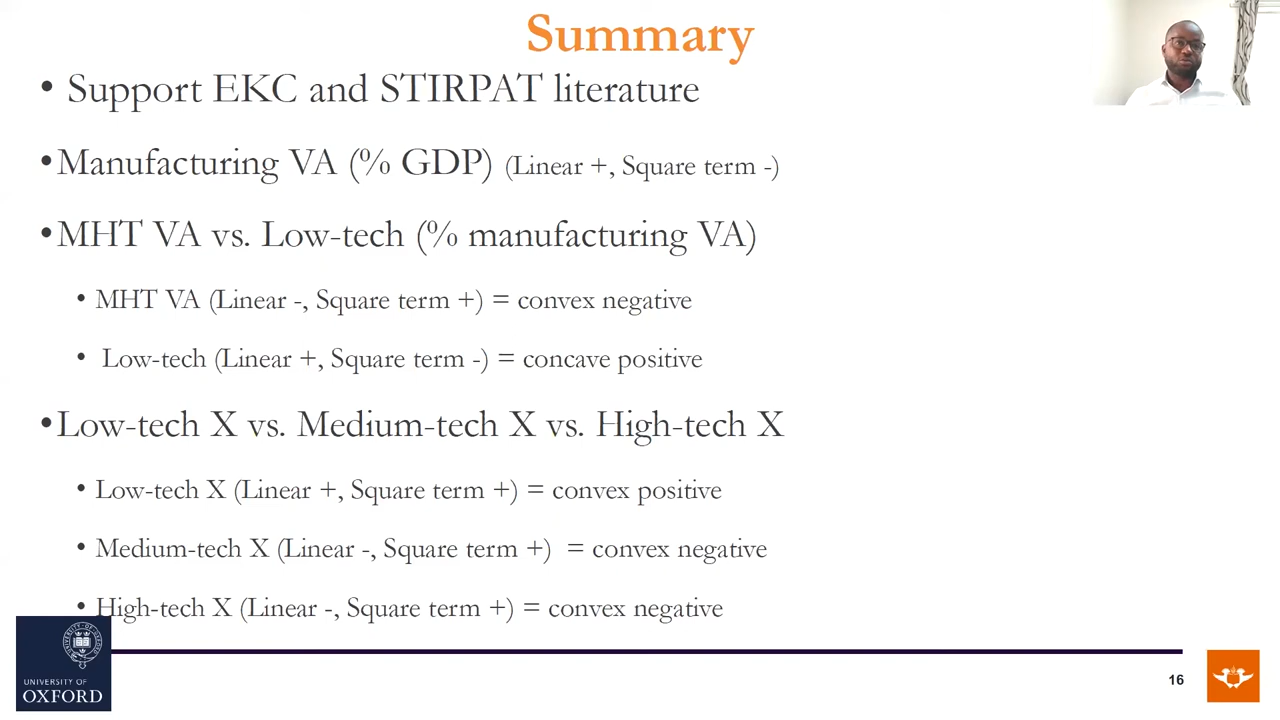 Summary
• Support EKC and STIRPAT literature
• Manufacturing VA (% GDP) (Linear +, Square term -)
• MHT VA vs. Low-tech (% manufacturing VA)
• MHT VA (Linear -, Square term +) = convex negative
• Low-tech (Linear +, Square term -) = concave positive
• Low-tech X vs. Medium-tech X vs. High-tech X
• Low-tech X (Linear +, Square term +) = convex positive
• Medium-tech X (Linear -, Square term +) = convex negative
• High-tech X (Linear -, Square term +) = convex negative
UNIVERSITY OF
OXFORD
16